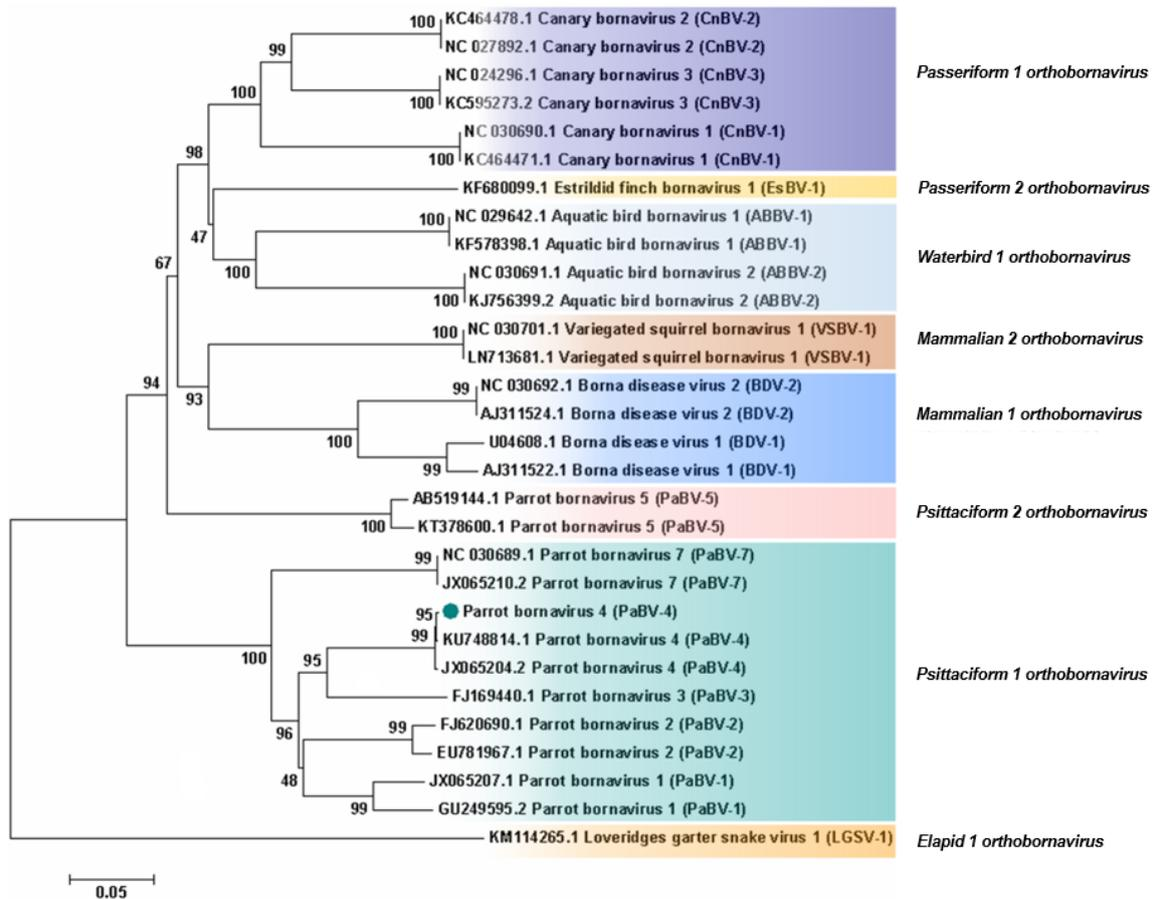 100
KC464478.1 Canary bornavirus 2 (CnBV-2)
NC 027892.1 Canary bornavirus 2 (CnBV-2)
99
NC 024296.1 Canary bornavirus 3 (CnBV-3)
Passeriform 1 orthobornavirus
100
100
KC595273.2 Canary bornavirus 3 (CnBV-3)
NC 030690.1 Canary bornavirus 1 (CnBV-1)
98
100
KC464471.1 Canary bornavirus 1 (CnBV-1)
KF680099.1 Estrildid finch bornavirus 1 (EsBV-1)
Passeriform 2 orthobornavirus
100
NC 029642.1 Aquatic bird bornavirus 1 (ABBV-1)
47
KF578398.1 Aquatic bird bornavirus 1 (ABBV-1)
Waterbird 1 orthobornavirus
67
100
NC 030691.1 Aquatic bird bornavirus 2 (ABBV-2)
100
KJ756399.2 Aquatic bird bornavirus 2 (ABBV-2)
100
NC 030701.1 Variegated squirrel bornavirus 1 (VSBV-1)
Mammalian 2 orthobornavirus
LN713681.1 Variegated squirrel bornavirus 1 (VSBV-1)
94
93
99
NC 030692.1 Borna disease virus 2 (BDV-2)
AJ311524.1 Borna disease virus 2 (BDV-2)
Mammalian 1 orthobornavirus
100
U04608.1 Borna disease virus 1 (BDV-1)
99
AJ311522.1 Borna disease virus 1 (BDV-1)
AB519144.1 Parrot bornavirus 5 (PaBV-5)
Psittaciform 2 orthobornavirus
100
KT378600.1 Parrot bornavirus 5 (PaBV-5)
99
NC 030689.1 Parrot bornavirus 7 (PaBV-7)
JX065210.2 Parrot bornavirus 7 (PaBV-7)
95
Parrot bornavirus 4 (PaBV-4)
99
KU748814.1 Parrot bornavirus 4 (PaBV-4)
100
95
JX065204.2 Parrot bornavirus 4 (PaBV-4)
Psittaciform 1 orthobornavirus
FJ169440.1 Parrot bornavirus 3 (PaBV-3)
96
99
FJ620690.1 Parrot bornavirus 2 (PaBV-2)
EU781967.1 Parrot bornavirus 2 (PaBV-2)
48
JX065207.1 Parrot bornavirus 1 (PaBV-1)
99
GU249595.2 Parrot bornavirus 1 (PaBV-1)
KM114265.1 Loveridges garter snake virus 1 (LGSV-1)
Elapid 1 orthobornavirus
0.05